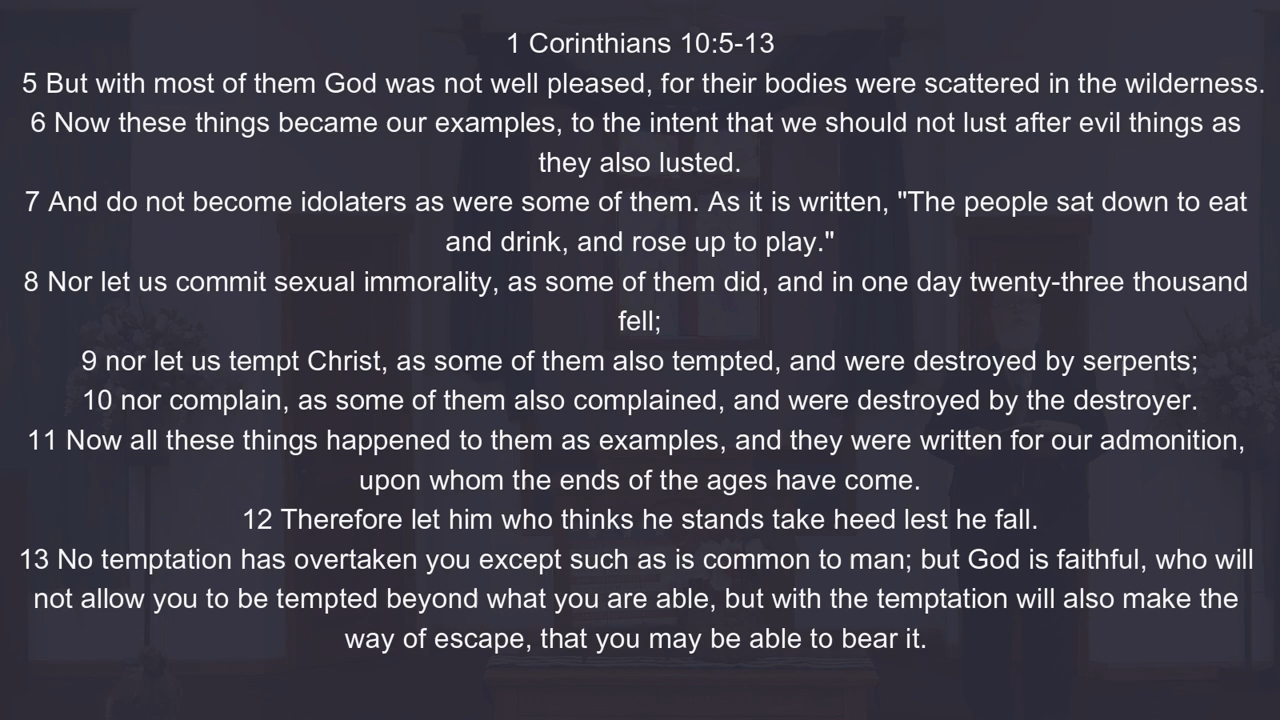 1 Corinthians 10:5-13
5 But with most of them God was not well pleased, for their bodies were scattered in the wilderness.
6 Now these things became our examples, to the intent that we should not lust after evil things as
they also lusted.
7 And do not become idolaters as were some of them. As it is written, "The people sat down to eat
and drink, and rose up to play."
8 Nor let us commit sexual immorality, as some of them did, and in one day twenty-three thousand
fell;
9 nor let us tempt Christ, as some of them also tempted, and were destroyed by serpents;
10 nor complain, as some of them also complained, and were destroyed by the destroyer.
11 Now all these things happened to them as examples, and they were written for our admonition,
upon whom the ends of the ages have come.
12 Therefore let him who thinks he stands take heed lest he fall.
13 No temptation has overtaken you except such as is common to man; but God is faithful, who will
not allow you to be tempted beyond what you are able, but with the temptation will also make the
way of escape, that you may be able to bear it.